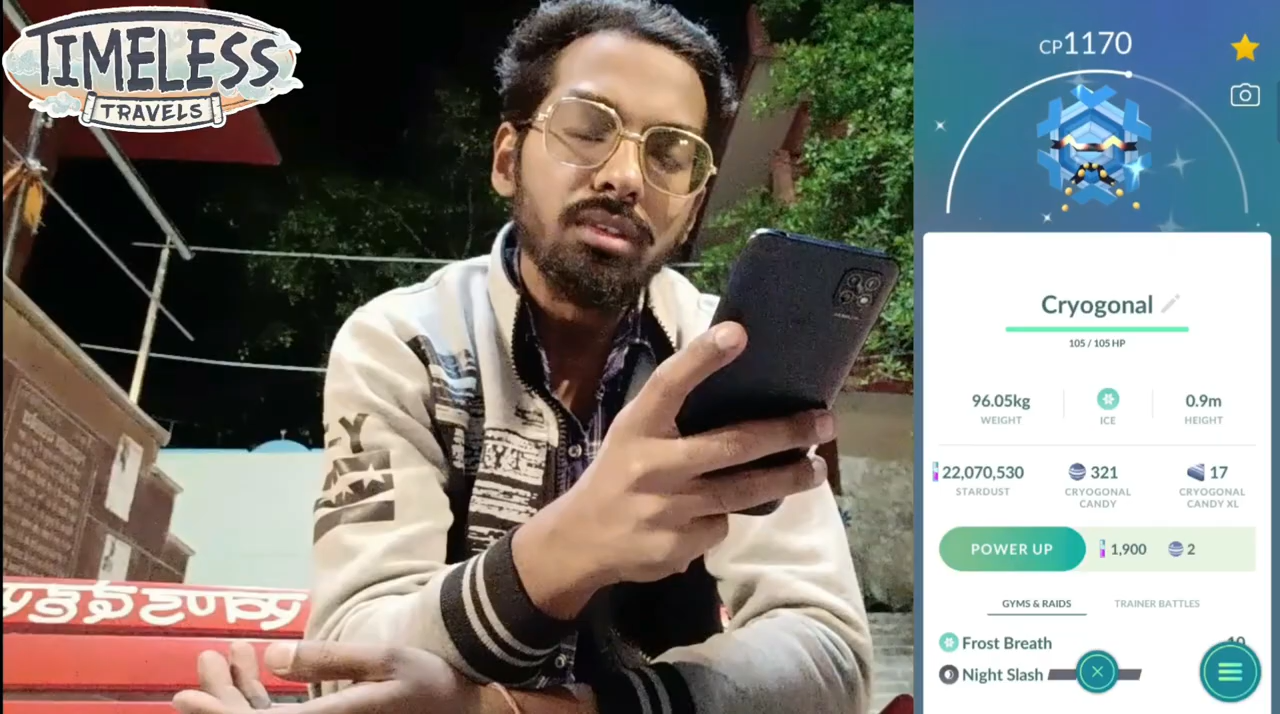 TIMELESS
TRAVELS
CP1170
Cryogonal
105 / 105 HP
96.05kg
WEIGHT
ICE
0.9m
HEIGHT
22,070,530
STARDUST
321
CRYOGONAL
CANDY
17
CRYOGONAL
CANDY XL
POWER UP
1,900
2
GYMS & RAIDS
TRAINER BATTLES
Frost Breath
10
Night Slash